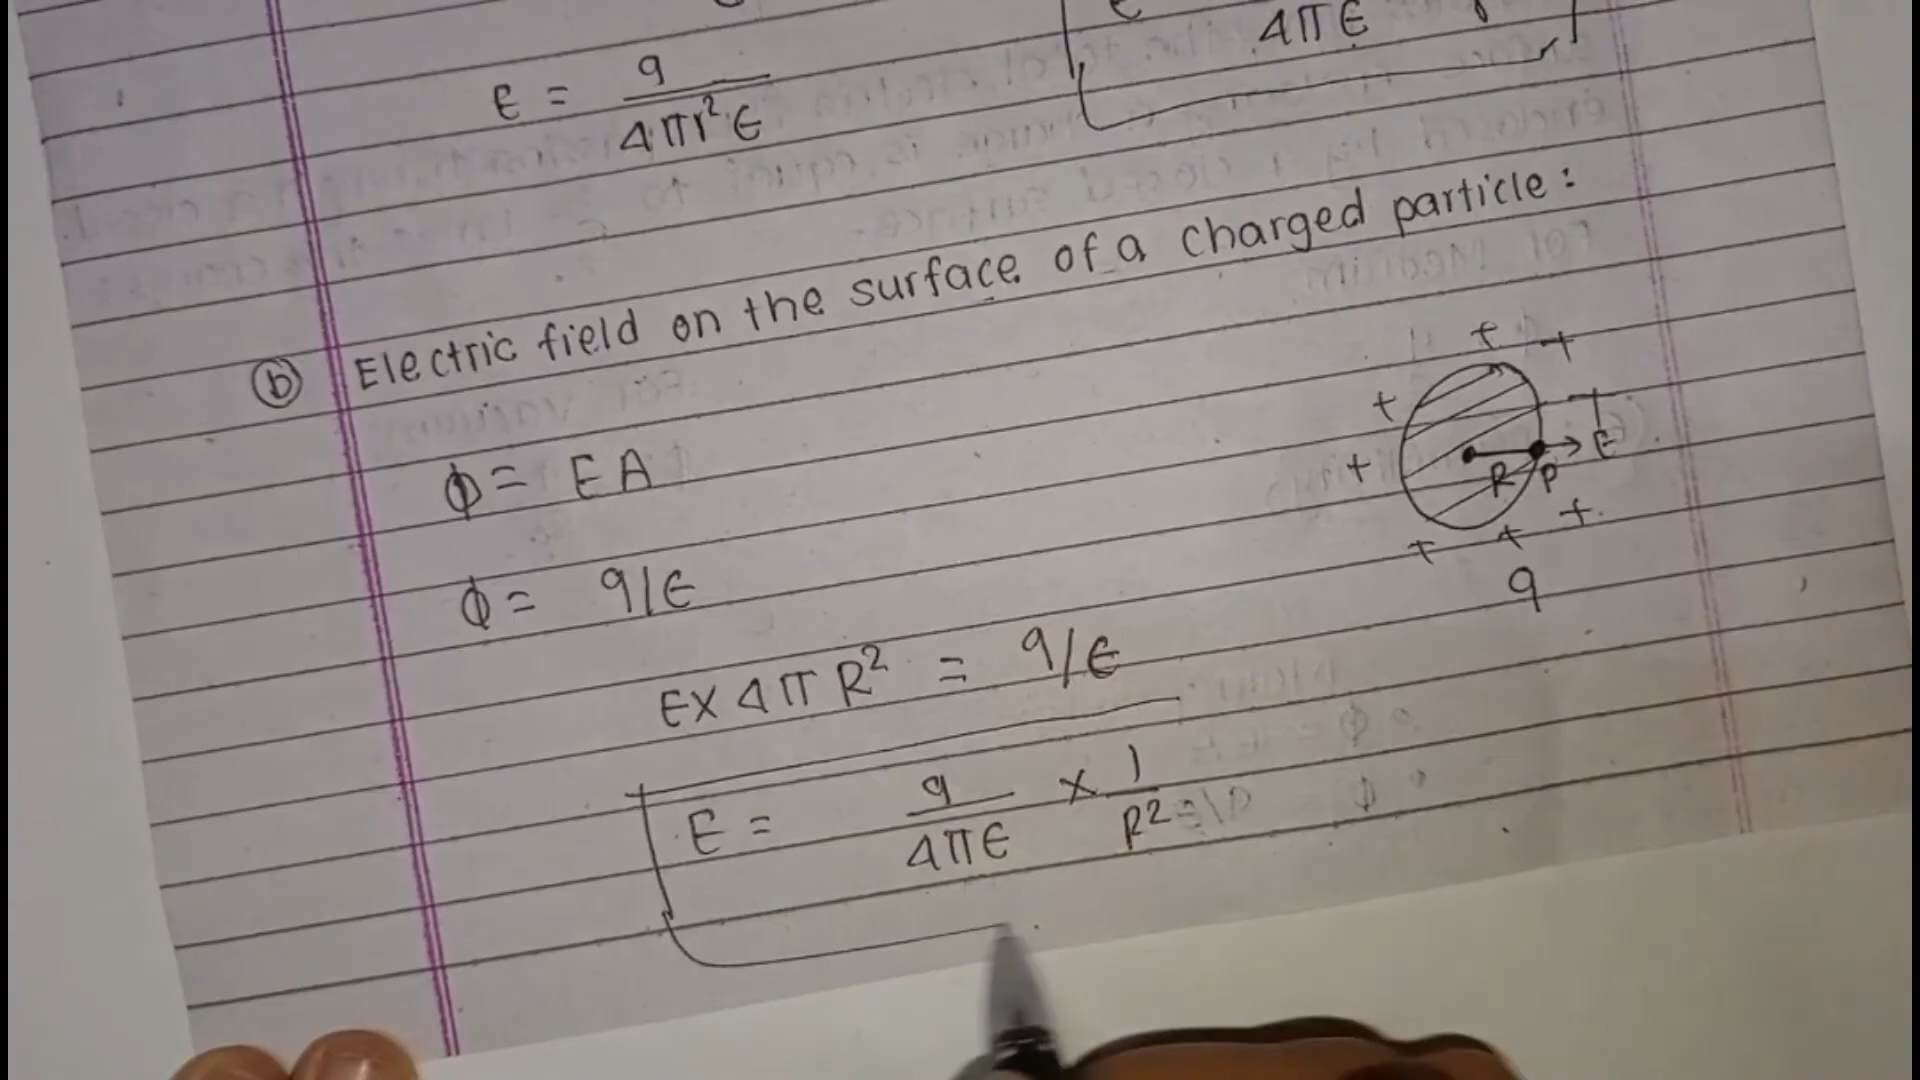 4πϵ
E = q / 4πr²ϵ
ⓑ Electric field on the surface of a charged particle:
ϕ = EA
ϕ = q/ϵ
E × 4πR² = q/ϵ
E = q / 4πϵ × 1 / R²
+ +
+ +
+ R P E
+ + +
q